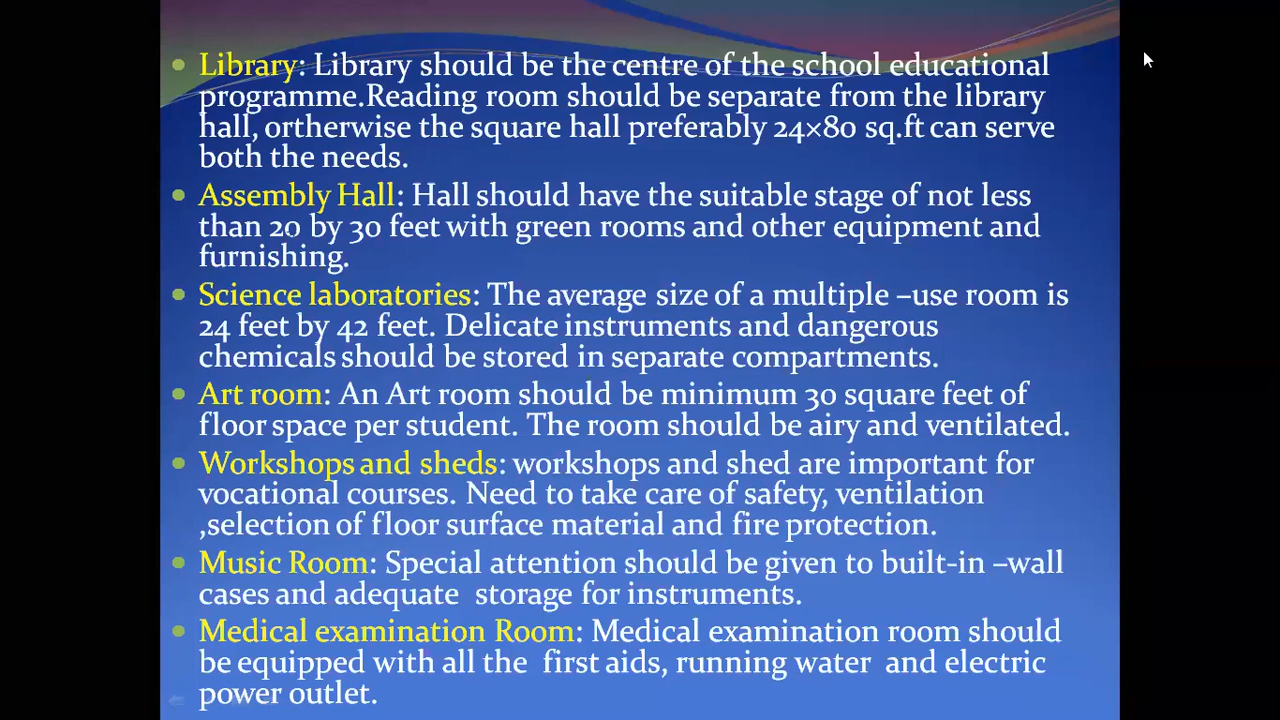 • Library: Library should be the centre of the school educational
programme.Reading room should be separate from the library
hall, ortherwise the square hall preferably 24×80 sq.ft can serve
both the needs.
• Assembly Hall: Hall should have the suitable stage of not less
than 20 by 30 feet with green rooms and other equipment and
furnishing.
• Science laboratories: The average size of a multiple –use room is
24 feet by 42 feet. Delicate instruments and dangerous
chemicals should be stored in separate compartments.
• Art room: An Art room should be minimum 30 square feet of
floor space per student. The room should be airy and ventilated.
• Workshops and sheds: workshops and shed are important for
vocational courses. Need to take care of safety, ventilation
,selection of floor surface material and fire protection.
• Music Room: Special attention should be given to built-in –wall
cases and adequate storage for instruments.
• Medical examination Room: Medical examination room should
be equipped with all the first aids, running water and electric
power outlet.